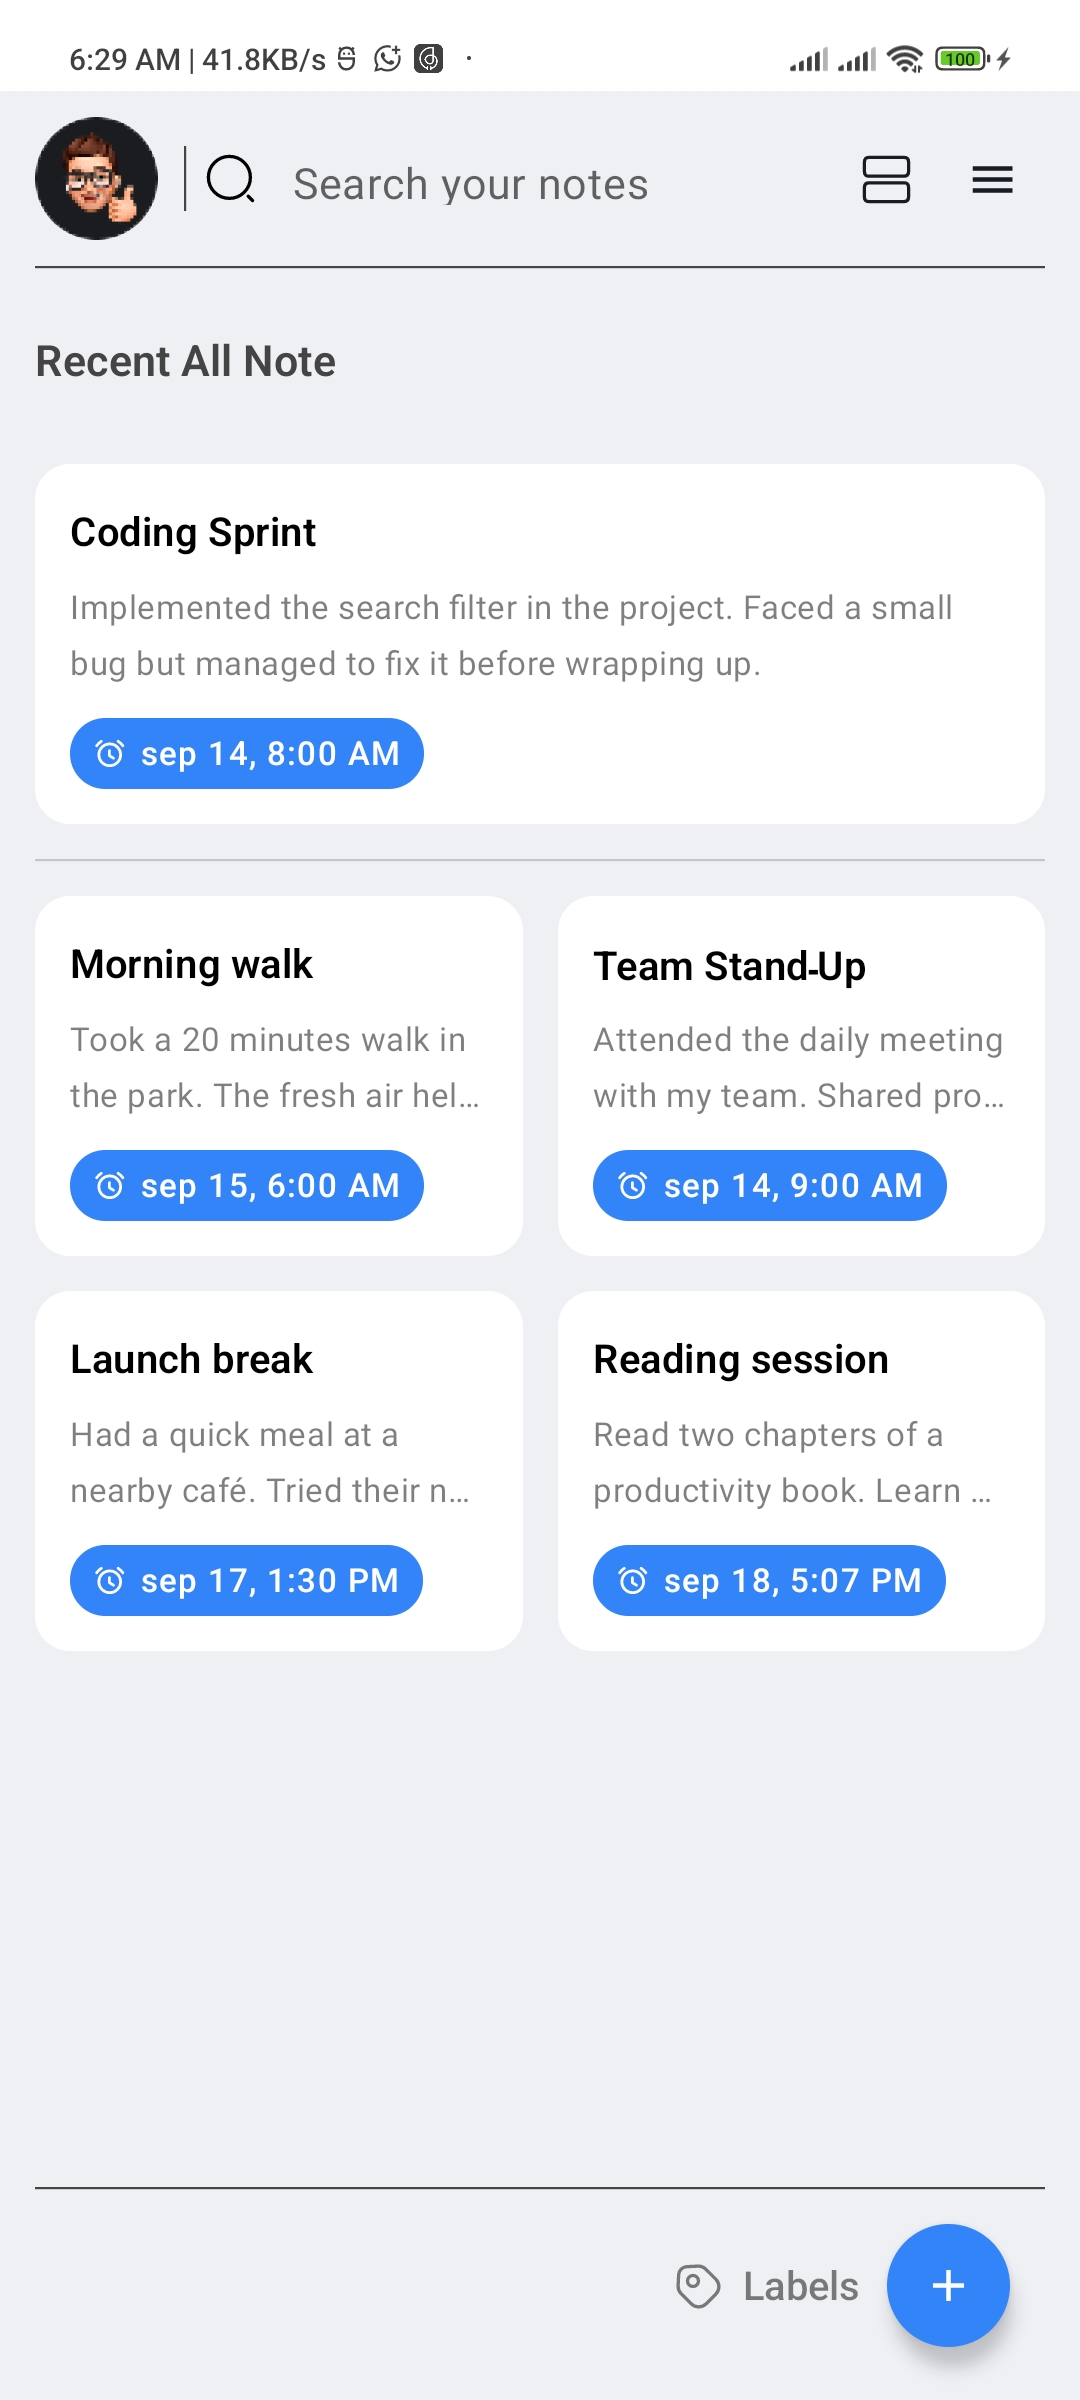 6:29 AM | 41.8KB/s
100
Search your notes
Recent All Note
Coding Sprint
Implemented the search filter in the project. Faced a small
bug but managed to fix it before wrapping up.
sep 14, 8:00 AM
Morning walk
Took a 20 minutes walk in
the park. The fresh air hel...
sep 15, 6:00 AM
Team Stand-Up
Attended the daily meeting
with my team. Shared pro...
sep 14, 9:00 AM
Launch break
Had a quick meal at a
nearby café. Tried their n...
sep 17, 1:30 PM
Reading session
Read two chapters of a
productivity book. Learn ...
sep 18, 5:07 PM
Labels